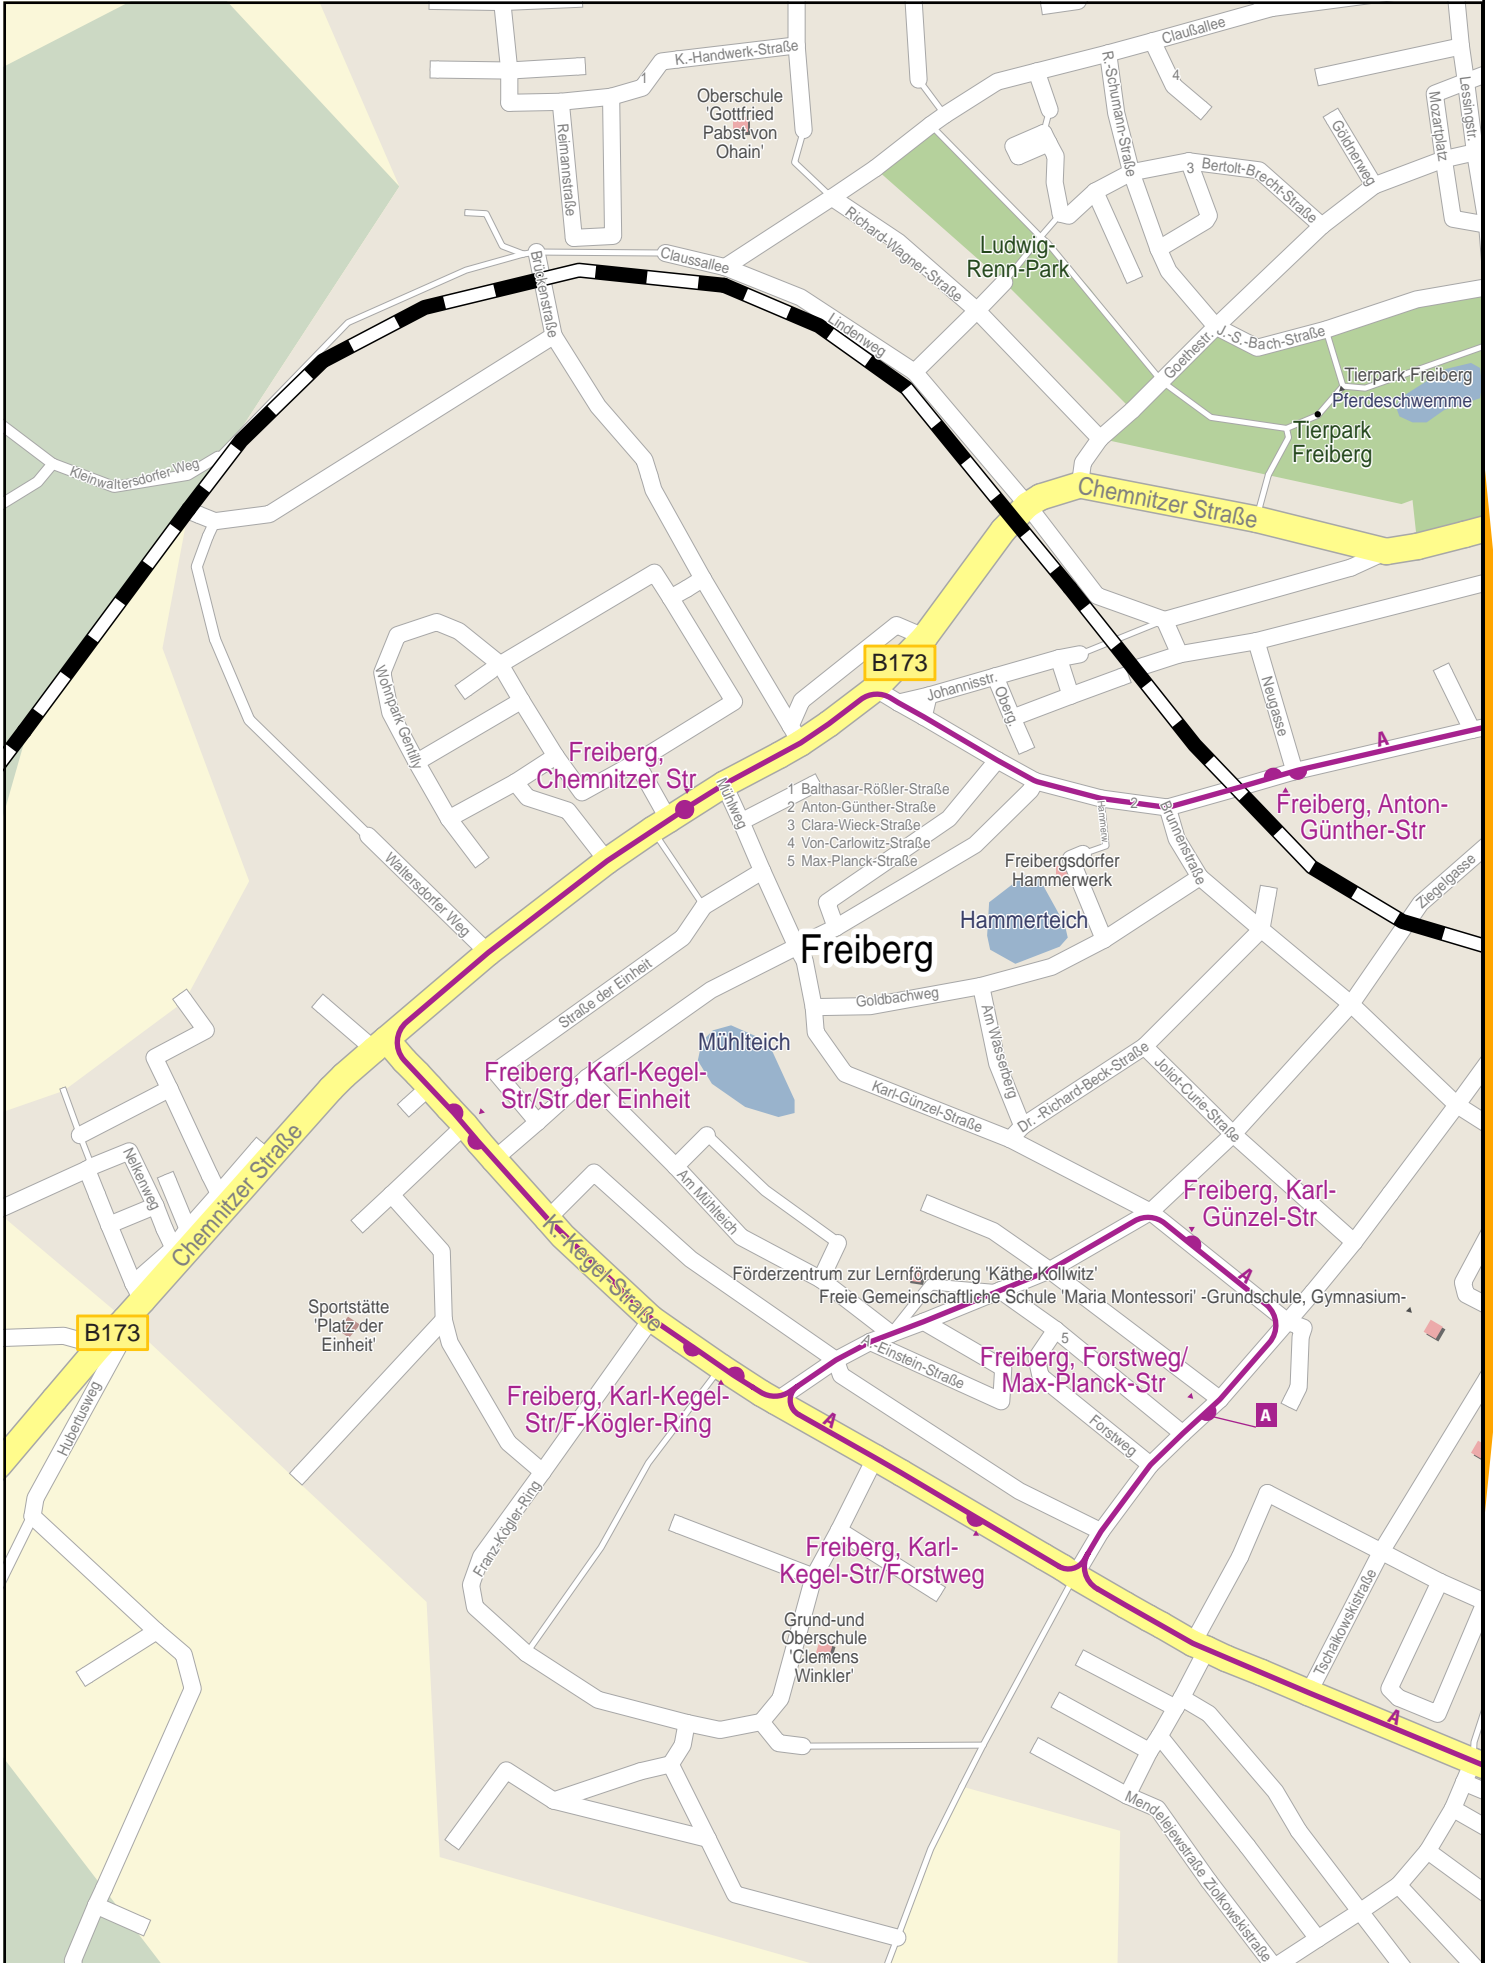 Claußallee
K.-Handwerk-Straße
1
4
R.-Schumann-Straße
Lessingstr.
Mozartplatz
Oberschule
'Gottfried
Pabst von
Ohain'
Reimannstraße
Göldnerweg
3
Bertolt-Brecht-Straße
Richard-Wagner-Straße
Ludwig-
Renn-Park
Claussallee
Brückenstraße
Lindenweg
Goethestr.
J.-S.-Bach-Straße
Tierpark Freiberg
Pferdeschwemme
Tierpark
Freiberg
Kleinwaltersdorfer-Weg
Chemnitzer Straße
B173
Johannisstr.
Oberg.
Neugasse
Wohnpark Gentilly
A
Freiberg,
Chemnitzer Str
Mühlweg
1 Balthasar-Rößler-Straße
2 Anton-Günther-Straße
3 Clara-Wieck-Straße
4 Von-Carlowitz-Straße
5 Max-Planck-Straße
Hammerw.
2
Brunnenstraße
Freiberg, Anton-
Günther-Str
Waltersdorfer Weg
Freibergsdorfer
Hammerwerk
Ziegelgasse
Hammerteich
Freiberg
Straße der Einheit
Goldbachweg
Am Wasserberg
Mühlteich
Freiberg, Karl-Kegel-
Str/Str der Einheit
Karl-Günzel-Straße
Dr. -Richard-Beck-Straße
Joliot-Curie-Straße
Nelkenweg
Chemnitzer Straße
Am Mühlteich
Freiberg, Karl-
Günzel-Str
K.-Kegel-Straße
Förderzentrum zur Lernförderung 'Käthe Kollwitz'
A
Freie Gemeinschaftliche Schule 'Maria Montessori' -Grundschule, Gymnasium-
Sportstätte
'Platz der
Einheit'
B173
A.-Einstein-Straße
5
Freiberg, Forstweg/
Max-Planck-Str
Hubertusweg
Freiberg, Karl-Kegel-
Str/F-Kögler-Ring
A
A
Forstweg
Franz-Kögler-Ring
Freiberg, Karl-
Kegel-Str/Forstweg
Grund-und
Oberschule
'Clemens
Winkler'
Tschaikowskistraße
A
Mendelejewstraße
Ziolkowskistraße